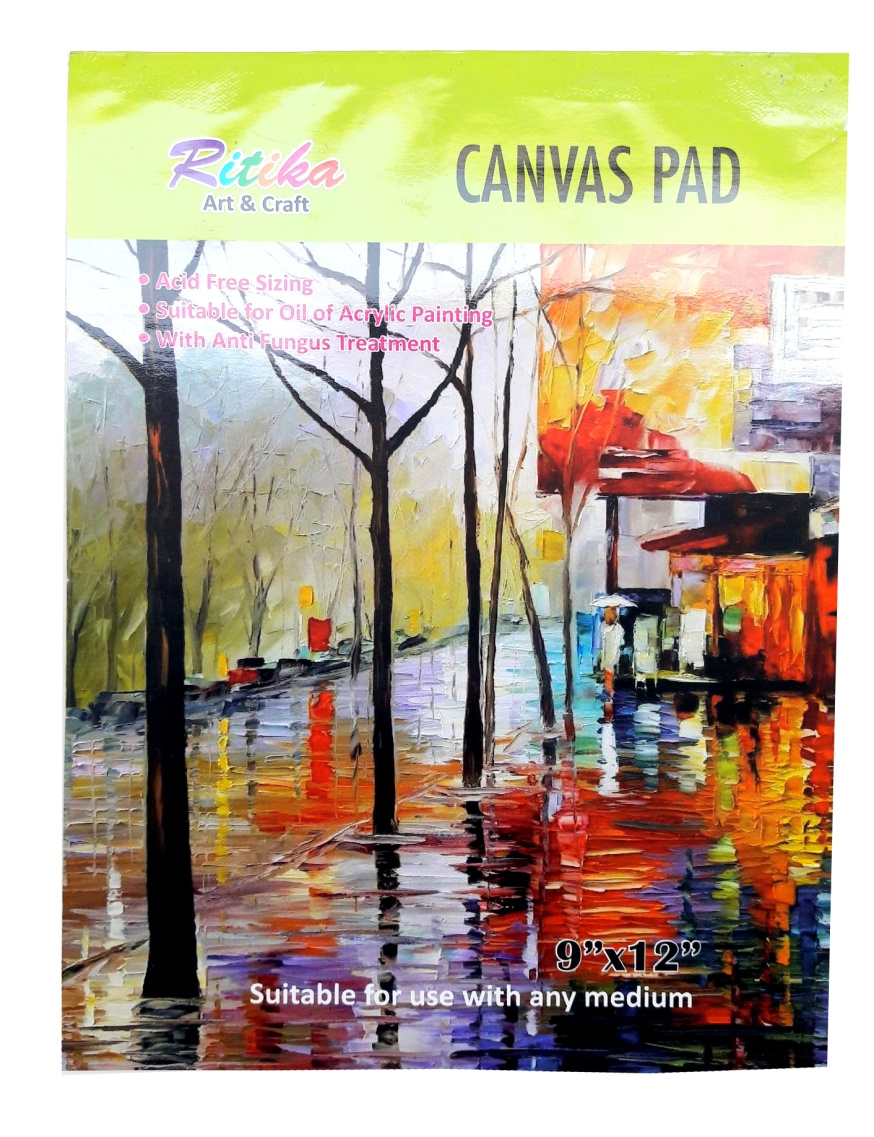 Ritika
Art & Craft
CANVAS PAD
• Acid Free Sizing
• Suitable for Oil of Acrylic Painting
• With Anti Fungus Treatment
9”x12”
Suitable for use with any medium